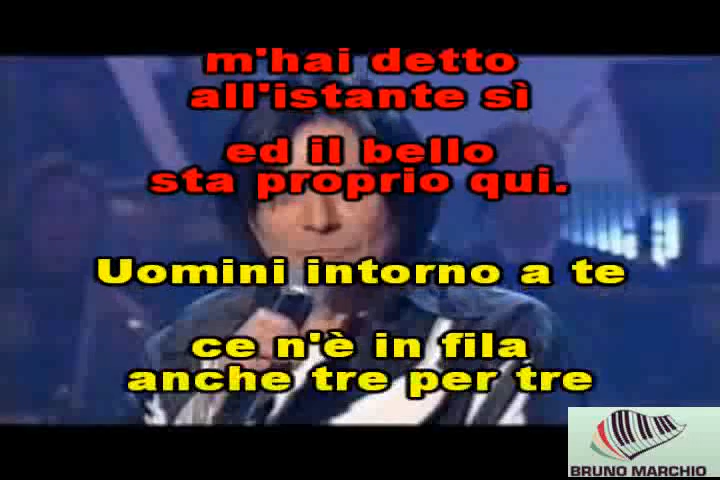 m'hai detto
all'istante sì
ed il bello
sta proprio qui.
Uomini intorno a te
ce n'è in fila
anche tre per tre
BRUNO MARCHIO